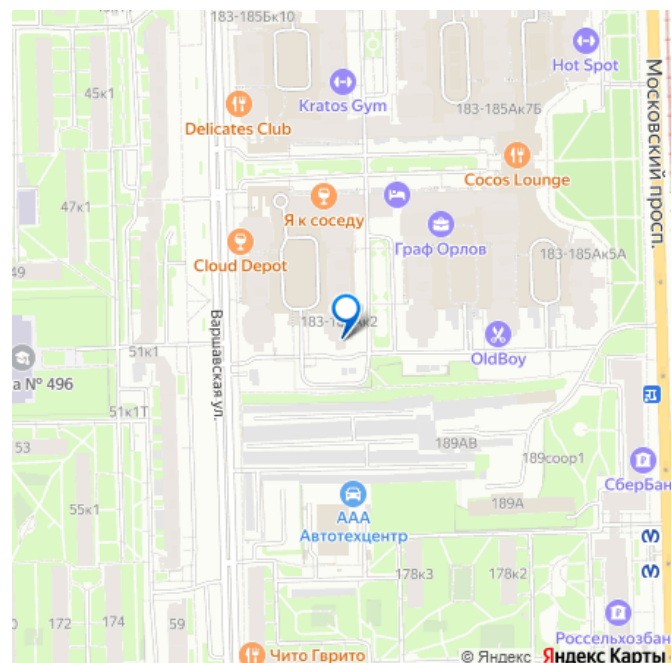 183-185Бк10
Hot Spot
45к1
Kratos Gym
183-185Ак7Б
Delicates Club
Московский просп.
Cocos Lounge
47к1
Я к соседу
Граф Орлов
183-185Ак5А
49
Cloud Depot
183-185Ак2
Варшавская ул.
51к1
OldBoy
а № 496
51к1Т
53
189АВ
189соор1
СберБан
55к1
189А
ААА
Автотехцентр
178к3
178к2
172
174
59
Россельхозбан
Чито Гврито
© Яндекс Яндекс Карты